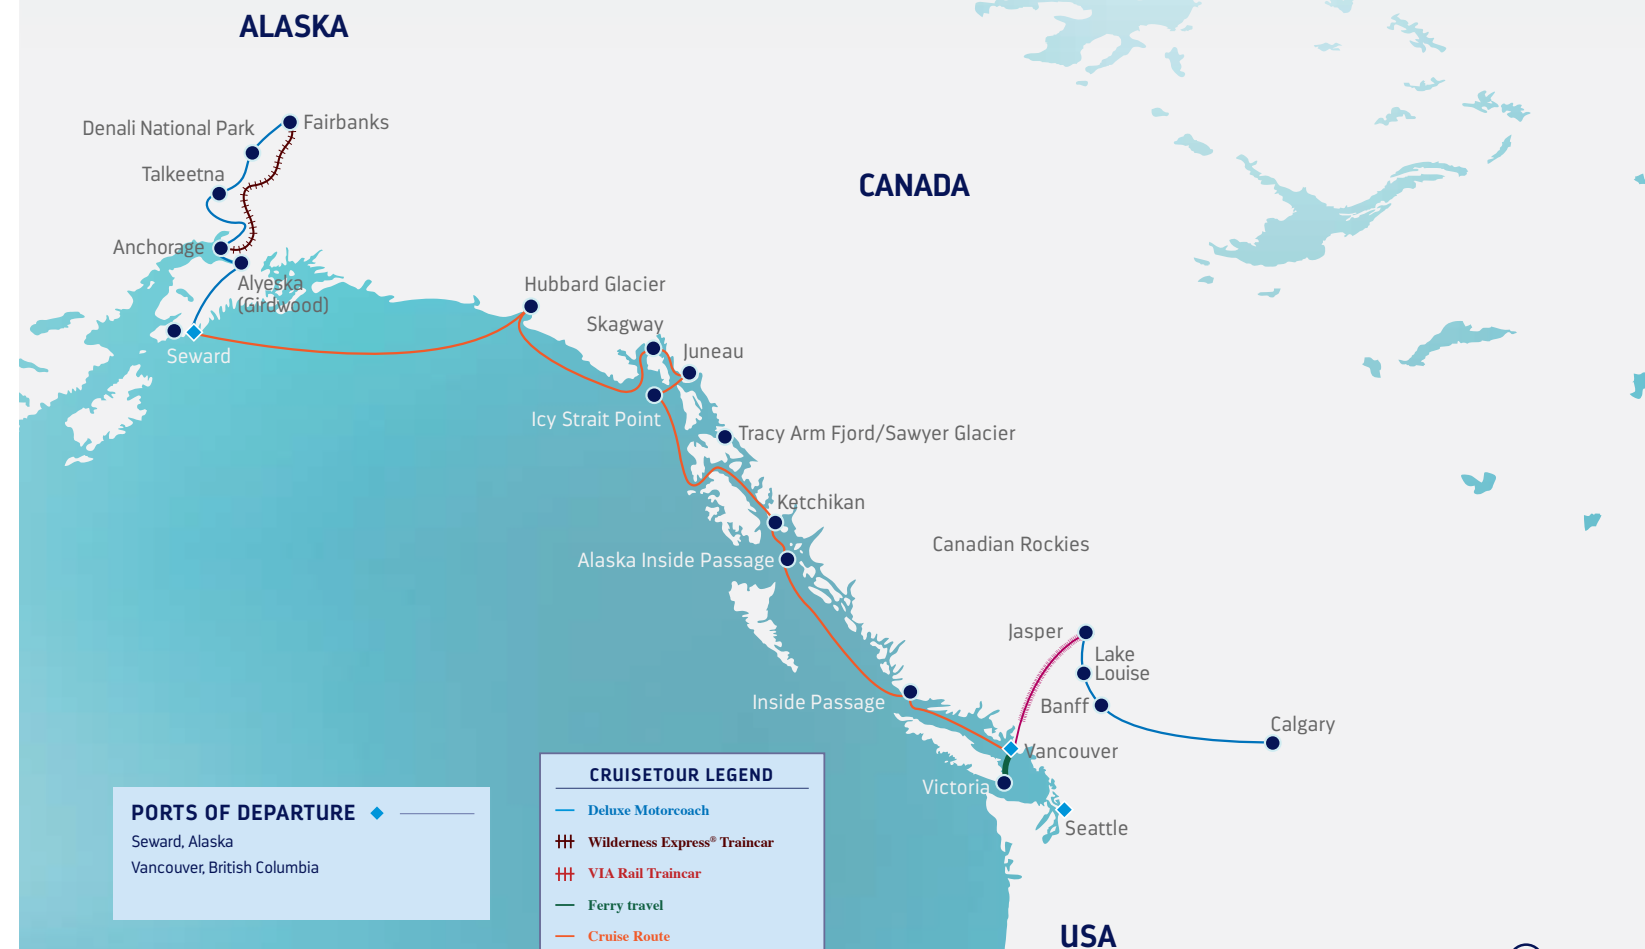 ALASKA
Fairbanks
Denali National Park
Talkeetna
CANADA
Anchorage
Alyeska
(Girdwood)
Hubbard Glacier
Skagway
Seward
Juneau
Icy Strait Point
Tracy Arm Fjord/Sawyer Glacier
Ketchikan
Canadian Rockies
Alaska Inside Passage
Jasper
Lake
Louise
Inside Passage
Banff
Calgary
Vancouver
Victoria
Seattle
PORTS OF DEPARTURE
Seward, Alaska
Vancouver, British Columbia
CRUISETOUR LEGEND
Deluxe Motorcoach
Wilderness Express® Traincar
VIA Rail Traincar
Ferry travel
Cruise Route
USA